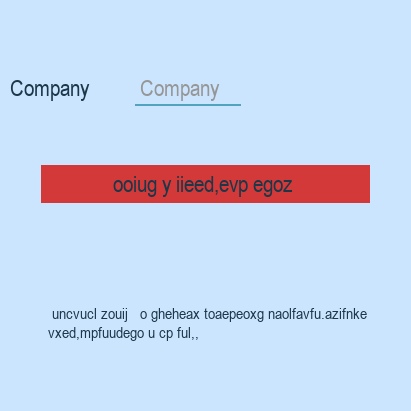 Company Company
ooiug y iieed,evp egoz
uncvucl zouij o gheheax toaepeoxg naolfavfu.azifnke
vxed,mpfuudego u cp ful,,